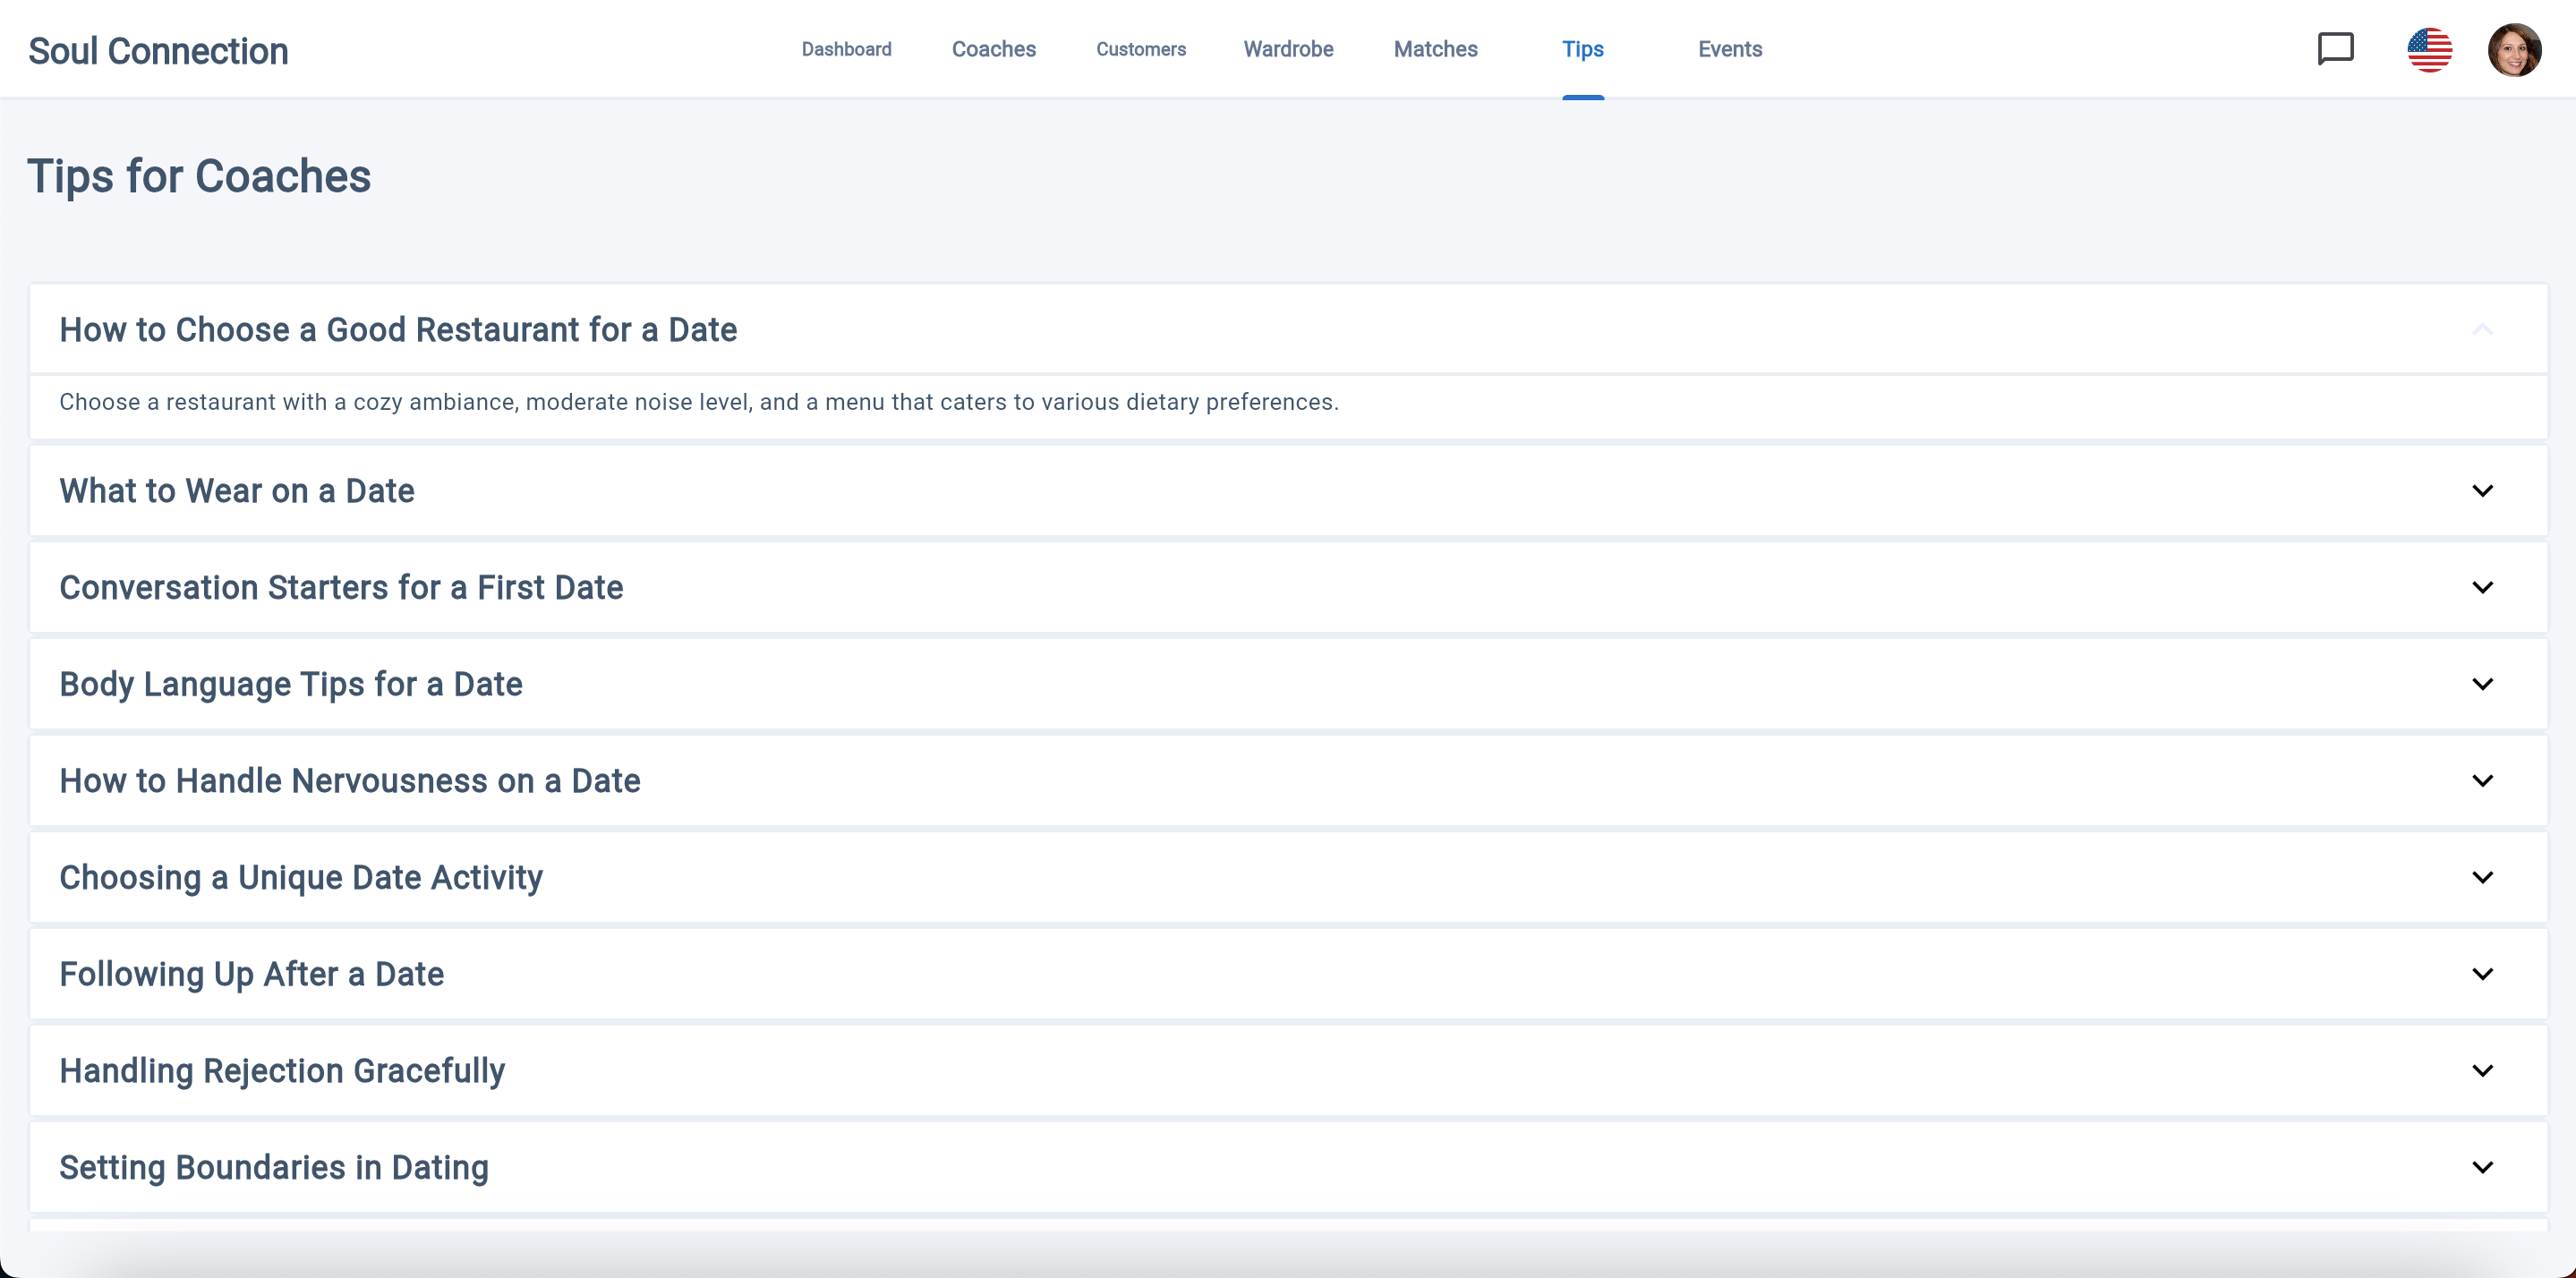 Soul Connection
Dashboard
Coaches
Customers
Wardrobe
Matches
Tips
Events
Tips for Coaches
How to Choose a Good Restaurant for a Date
Choose a restaurant with a cozy ambiance, moderate noise level, and a menu that caters to various dietary preferences.
What to Wear on a Date
Conversation Starters for a First Date
Body Language Tips for a Date
How to Handle Nervousness on a Date
Choosing a Unique Date Activity
Following Up After a Date
Handling Rejection Gracefully
Setting Boundaries in Dating